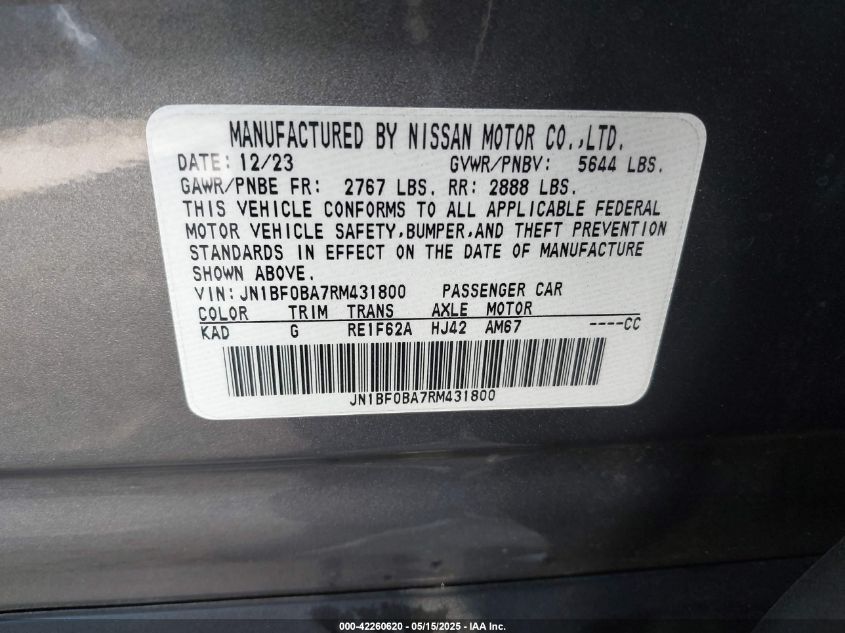 MANUFACTURED BY NISSAN MOTOR CO.,LTD.
DATE: 12/23 GVWR/PNBV: 5644 LBS.
GAWR/PNBE FR: 2767 LBS. RR: 2888 LBS.
THIS VEHICLE CONFORMS TO ALL APPLICABLE FEDERAL
MOTOR VEHICLE SAFETY,BUMPER,AND THEFT PREVENTION
STANDARDS IN EFFECT ON THE DATE OF MANUFACTURE
SHOWN ABOVE.
VIN:JN1BF0BA7RM431800 PASSENGER CAR
COLOR TRIM TRANS AXLE MOTOR
KAD G RE1F62A HJ42 AM67 ----CC
JN1BF0BA7RM431800
000-42260620 - 05/15/2025 - IAA Inc.